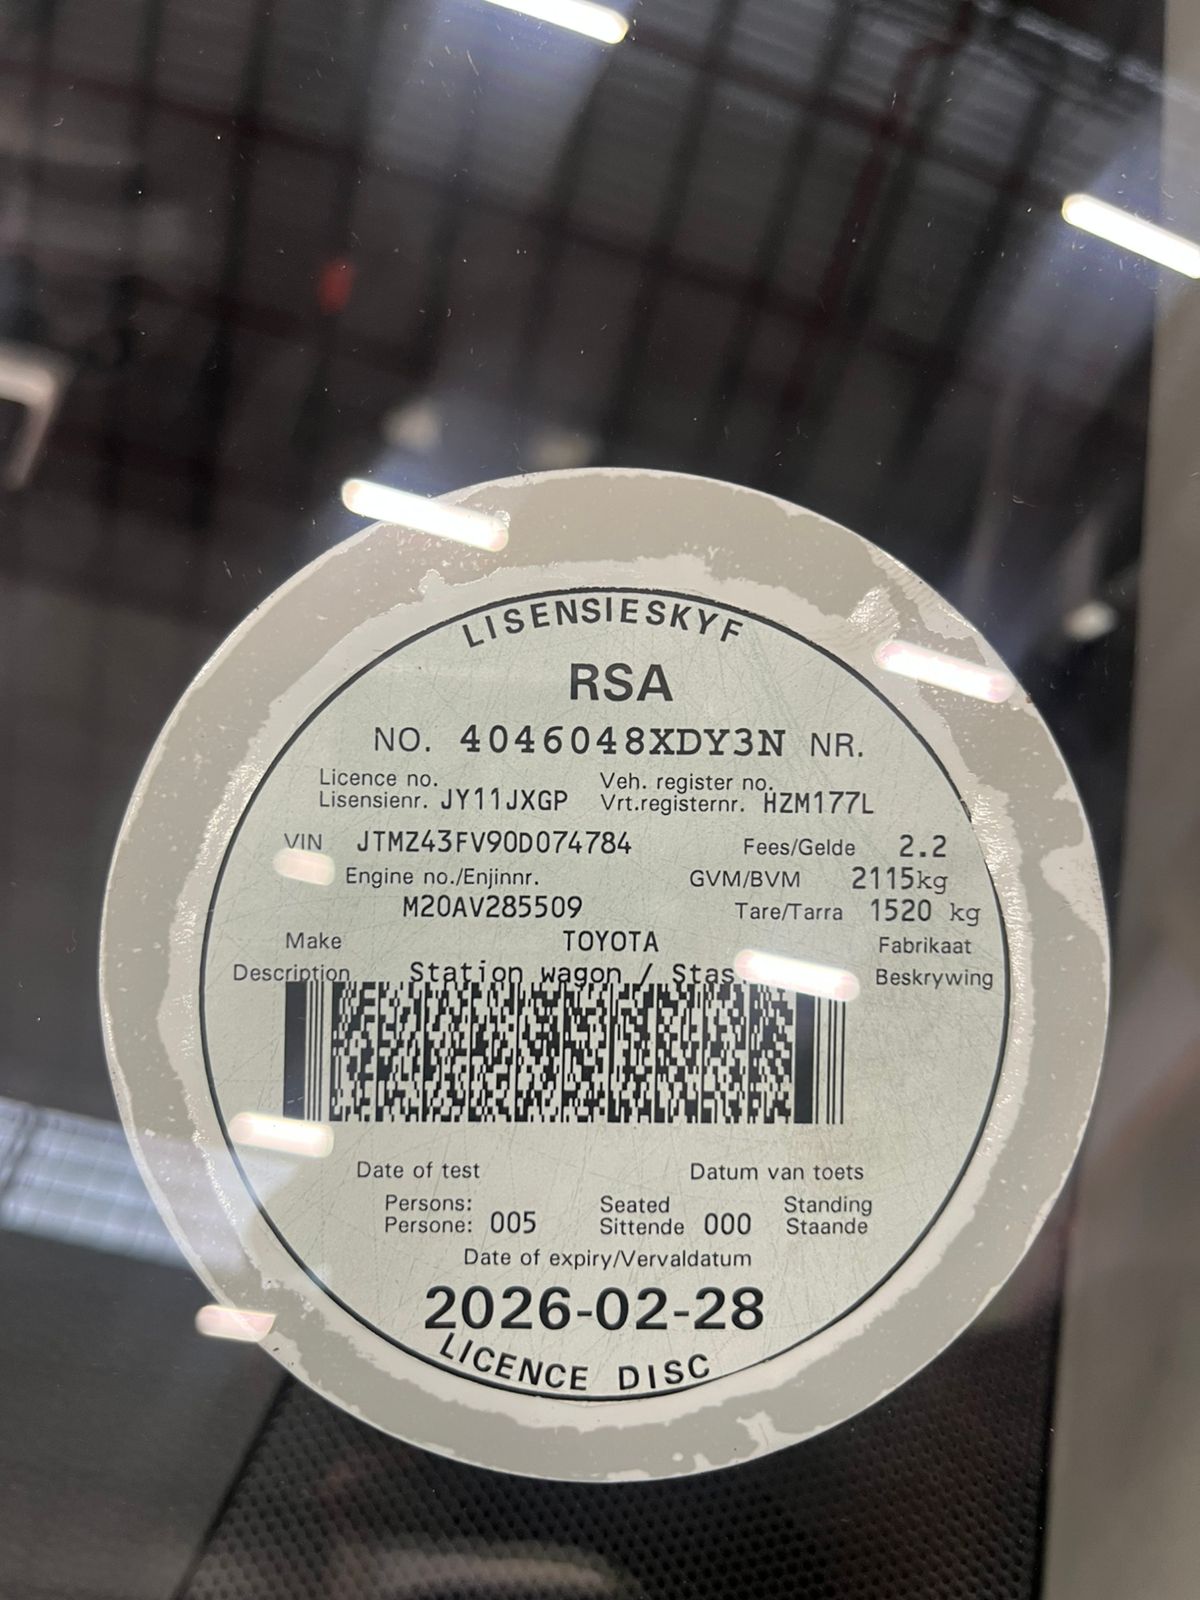 LISENSIESKYF
RSA
NO. 4046048XDY3N NR.
Licence no. Veh. register no.
Lisensienr. JY11JXGP Vrt.registernr. HZM177L
VIN JTMZ43FV90D074784 Fees/Gelde 2.2
Engine no./Enjinnr. GVM/BVM 2115kg
M20AV285509 Tare/Tarra 1520 kg
Make TOYOTA Fabrikaat
Description Station wagon / Beskrywing
Date of test Datum van toets
Persons: Seated Standing
Persone: 005 Sittende 000 Staande
Date of expiry/Vervaldatum
2026-02-28
LICENCE DISC